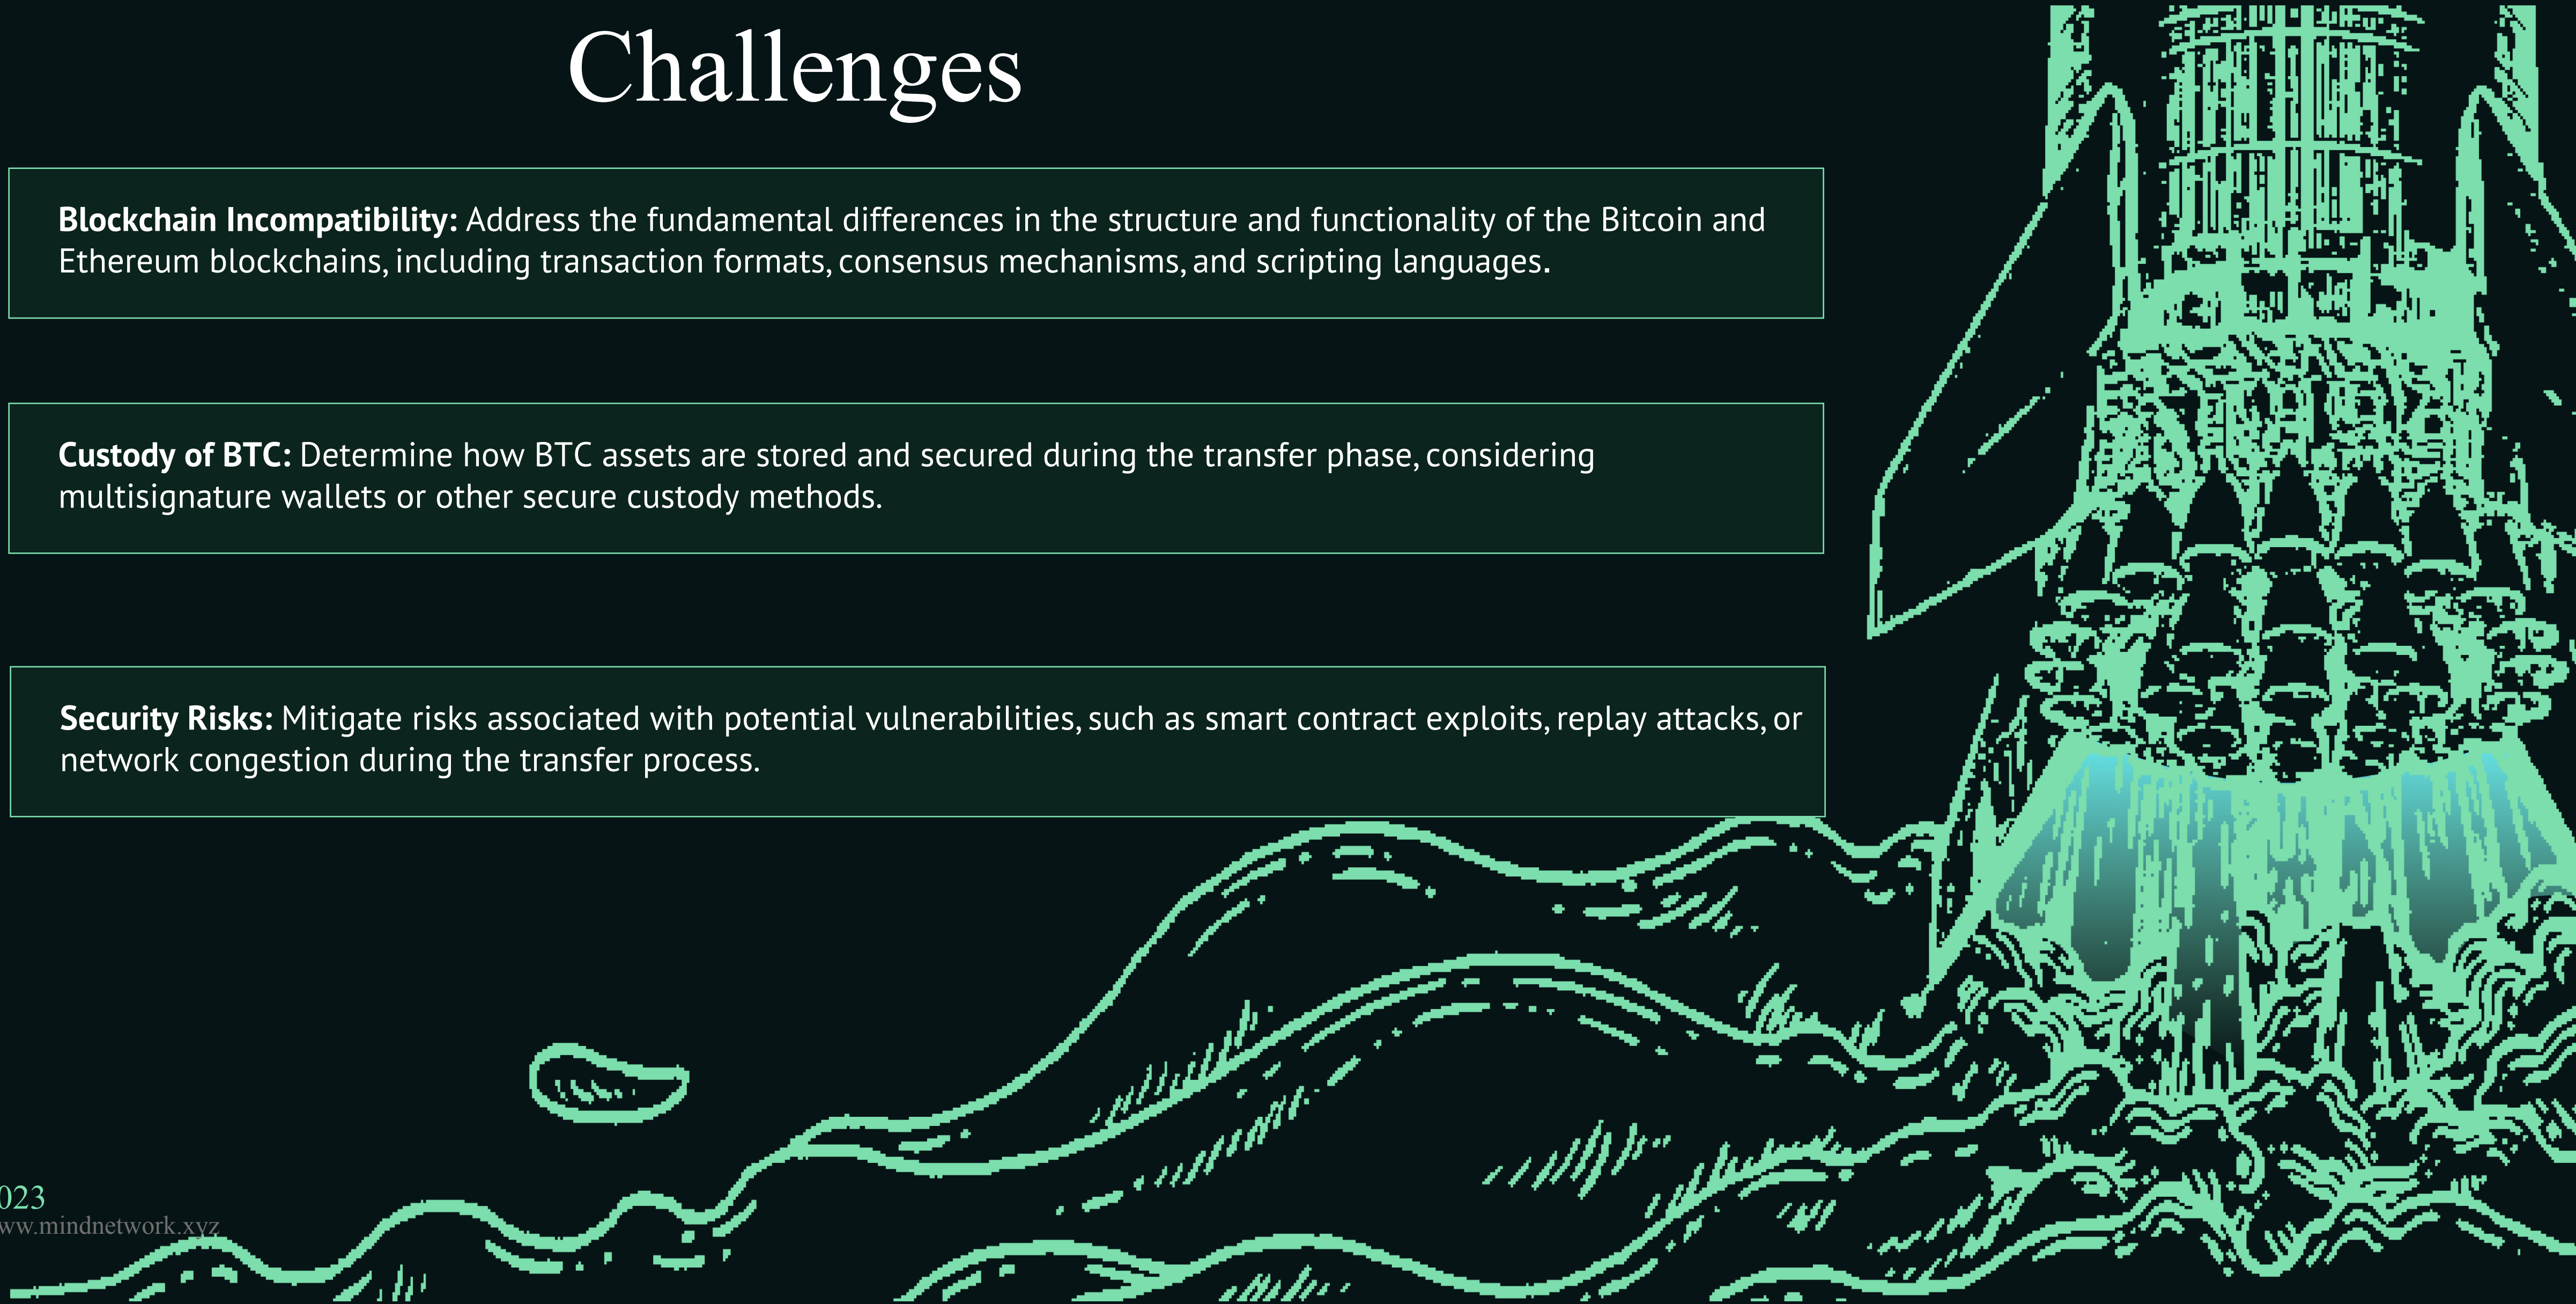 Challenges
Blockchain Incompatibility: Address the fundamental differences in the structure and functionality of the Bitcoin and
Ethereum blockchains, including transaction formats, consensus mechanisms, and scripting languages.
Custody of BTC: Determine how BTC assets are stored and secured during the transfer phase, considering
multisignature wallets or other secure custody methods.
Security Risks: Mitigate risks associated with potential vulnerabilities, such as smart contract exploits, replay attacks, or
network congestion during the transfer process.
023
ww.mindnetwork.xyz